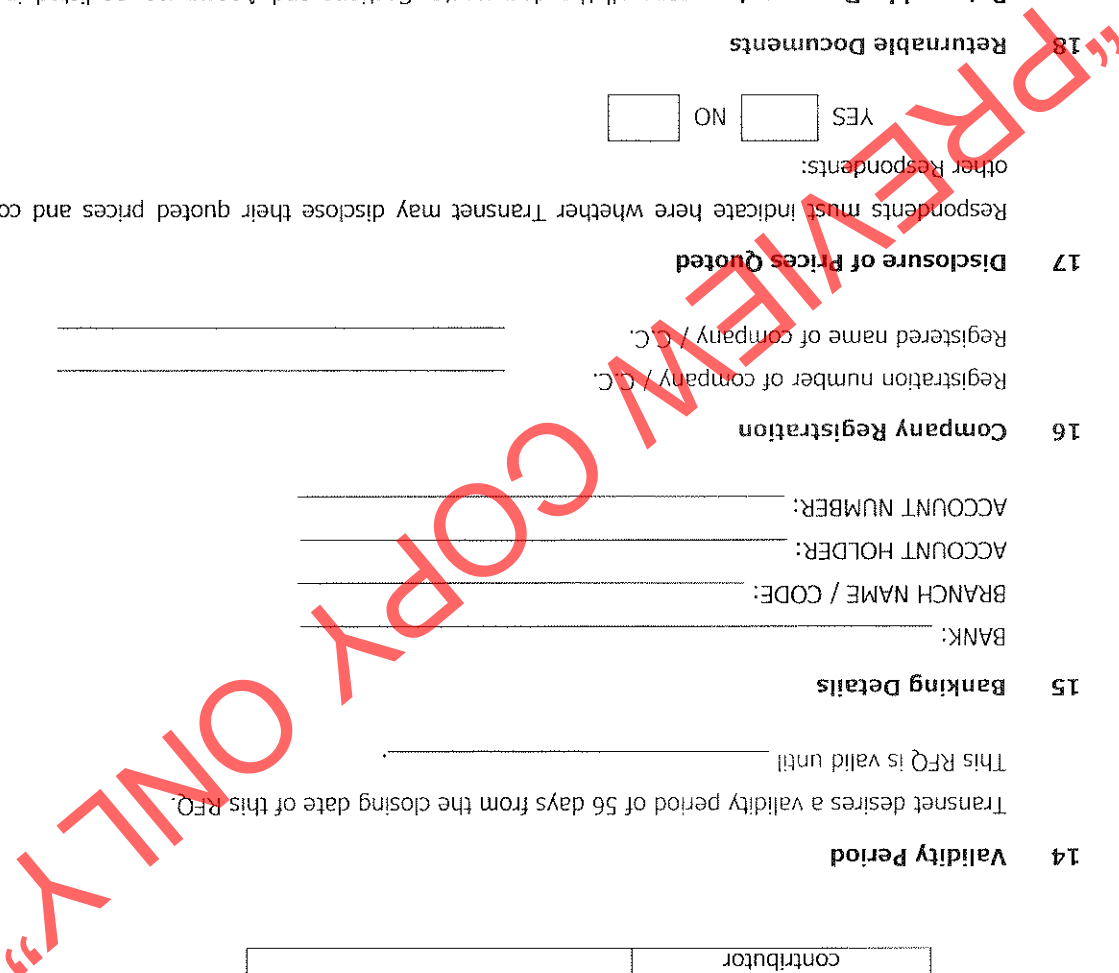 contributor
14 Validity Period
Transnet desires a validity period of 56 days from the closing date of this RFQ.
This RFQ is valid until ____________________.
15 Banking Details
BANK:
BRANCH NAME / CODE:
ACCOUNT HOLDER:
ACCOUNT NUMBER:
16 Company Registration
Registration number of company / C.C.
Registered name of company / C.C.
17 Disclosure of Prices Quoted
Respondents must indicate here whether Transnet may disclose their quoted prices and co
other Respondents:
YES NO
18 Returnable Documents
"PREVIEW COPY ONLY"